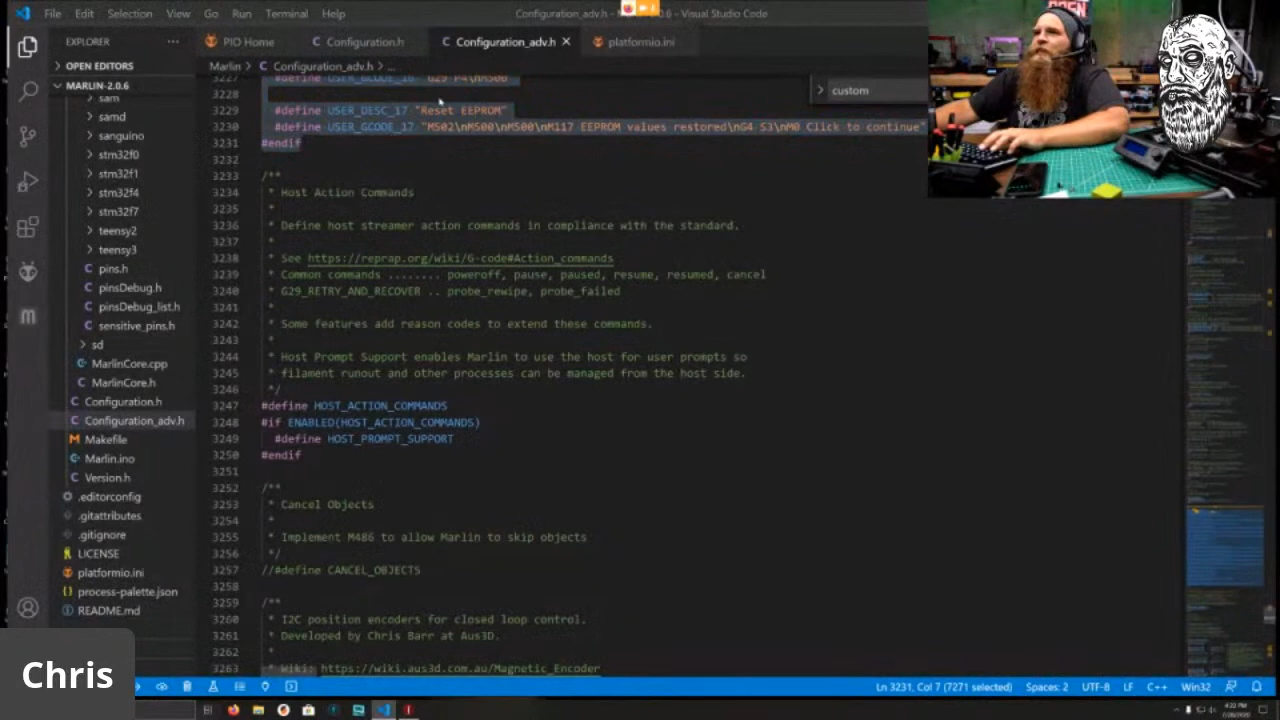 File Edit Selection View Go Run Terminal Help
Visual Studio Code
EXPLORER ...
PIO Home
Configuration.h
Configuration_adv.h ×
platformio.ini
> OPEN EDITORS
MARLIN-2.0.6
Marlin > Configuration_adv.h > ...
custom
sam
samd
sanguino
stm32f0
stm32f1
stm32f4
stm32f7
teensy2
teensy3
pins.h
pinsDebug.h
pinsDebug_list.h
sensitive_pins.h
sd
MarlinCore.cpp
MarlinCore.h
Configuration.h
Configuration_adv.h
Makefile
Marlin.ino
Version.h
.editorconfig
.gitattributes
.gitignore
LICENSE
platformio.ini
process-palette.json
README.md
3227 #define USER_GCODE_16 "G29 P4\nM500"
3228
3229 #define USER_DESC_17 "Reset EEPROM"
3230 #define USER_GCODE_17 "M502\nM500\nM500\nM117 EEPROM values restored\nG4 S3\nM0 Click to continue"
3231 #endif
3232
3233 /**
3234 * Host Action Commands
3235 *
3236 * Define host streamer action commands in compliance with the standard.
3237 *
3238 * See https://reprap.org/wiki/G-code#Action_commands
3239 * Common commands ........ poweroff, pause, paused, resume, resumed, cancel
3240 * G29_RETRY_AND_RECOVER .. probe_rewipe, probe_failed
3241 *
3242 * Some features add reason codes to extend these commands.
3243 *
3244 * Host Prompt Support enables Marlin to use the host for user prompts so
3245 * filament runout and other processes can be managed from the host side.
3246 */
3247 #define HOST_ACTION_COMMANDS
3248 #if ENABLED(HOST_ACTION_COMMANDS)
3249 #define HOST_PROMPT_SUPPORT
3250 #endif
3251
3252 /**
3253 * Cancel Objects
3254 *
3255 * Implement M486 to allow Marlin to skip objects
3256 */
3257 //#define CANCEL_OBJECTS
3258
3259 /**
3260 * I2C position encoders for closed loop control.
3261 * Developed by Chris Barr at Aus3D.
3262 *
3263 * Wiki: https://wiki.aus3d.com.au/Magnetic_Encoder
OPEN
Chris
Ln 3231, Col 7 (7271 selected) Spaces: 2 UTF-8 LF C++ Win32